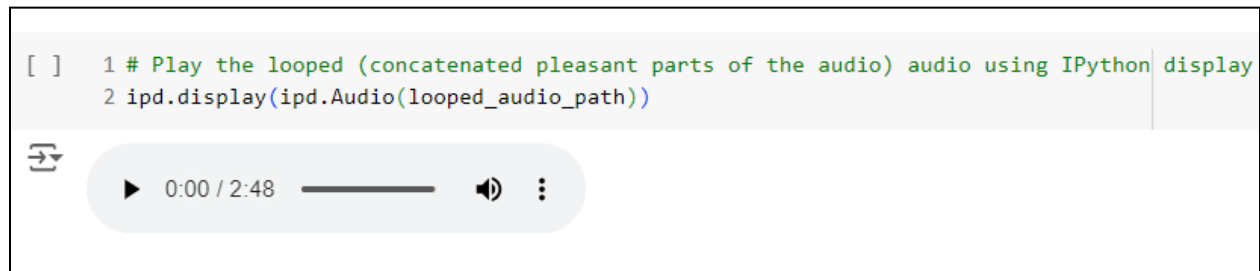 [ ] 1 # Play the looped (concatenated pleasant parts of the audio) audio using IPython display
2 ipd.display(ipd.Audio(looped_audio_path))
0:00 / 2:48